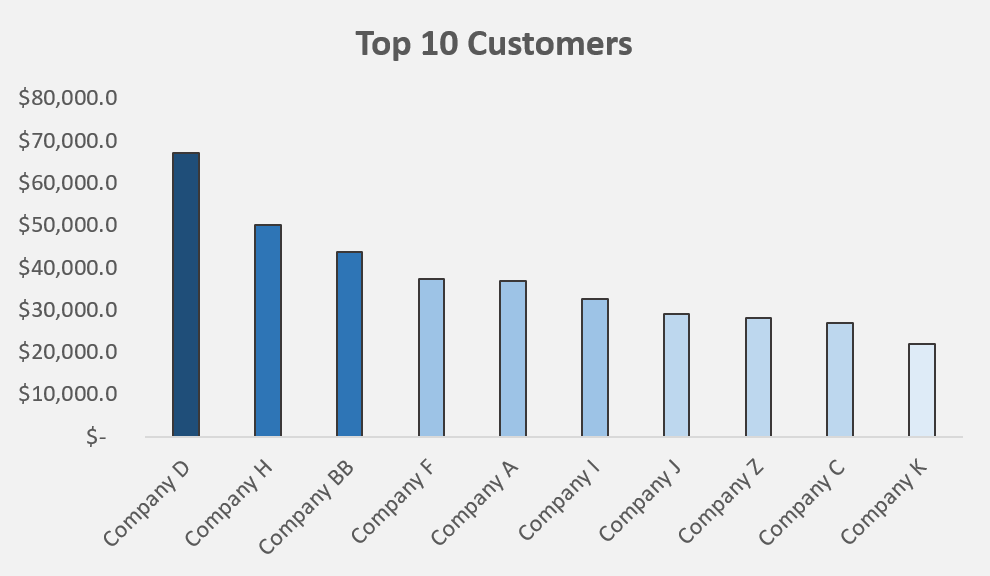 Top 10 Customers
$80,000.0
$70,000.0
$60,000.0
$50,000.0
$40,000.0
$30,000.0
$20,000.0
$10,000.0
$-
Company D
Company H
Company BB
Company F
Company A
Company I
Company J
Company Z
Company C
Company K